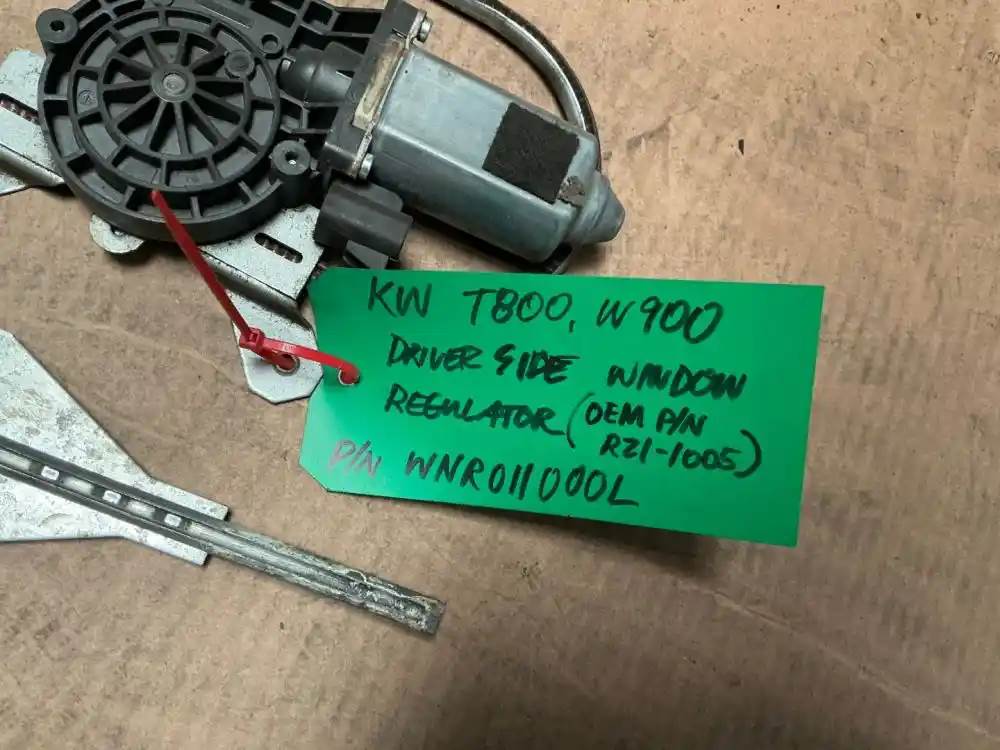 KW T800, W900
DRIVER SIDE WINDOW
REGULATOR (OEM P/N
R21-1005)
P/N WNR011000L